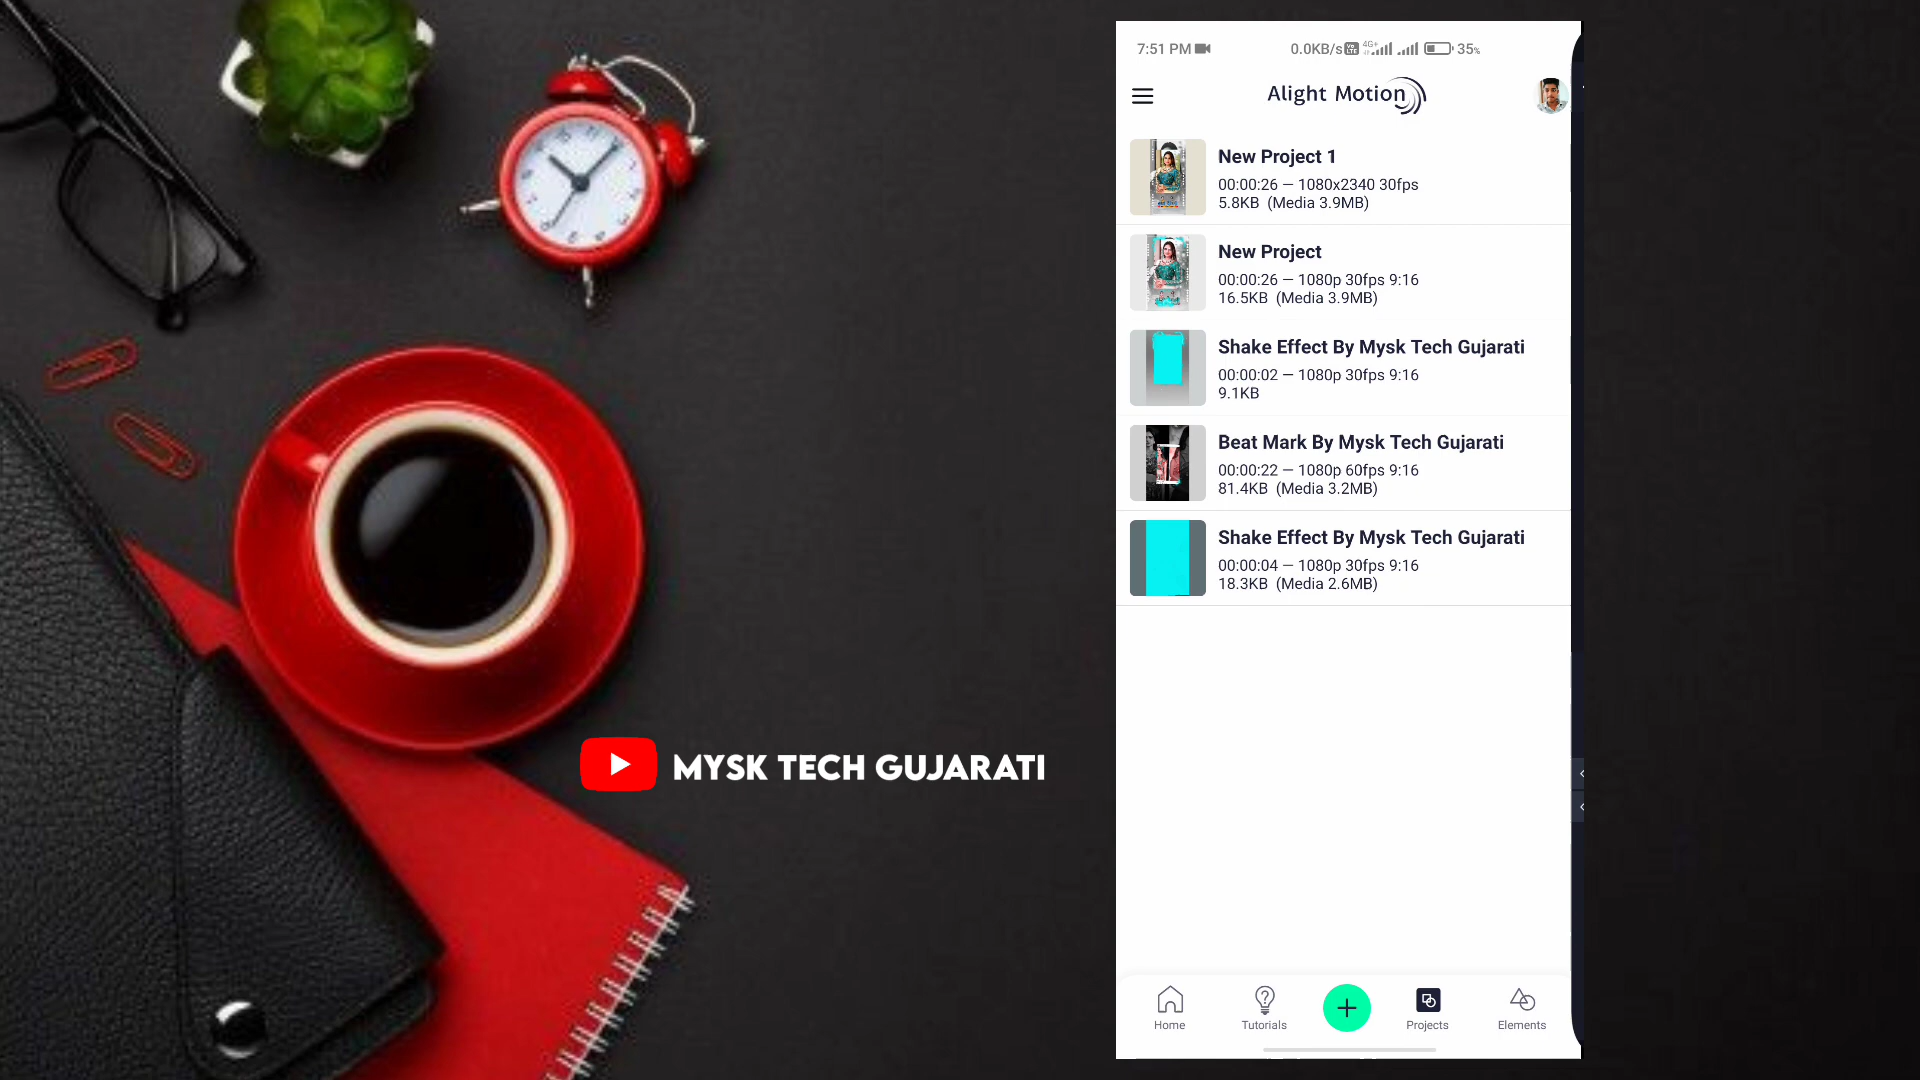 MYSK TECH GUJARATI
7:51 PM
0.0KB/s
4G+
35%
Alight Motion
New Project 1
00:00:26 — 1080x2340 30fps
5.8KB (Media 3.9MB)
New Project
00:00:26 — 1080p 30fps 9:16
16.5KB (Media 3.9MB)
Shake Effect By Mysk Tech Gujarati
00:00:02 — 1080p 30fps 9:16
9.1KB
Beat Mark By Mysk Tech Gujarati
00:00:22 — 1080p 60fps 9:16
81.4KB (Media 3.2MB)
Shake Effect By Mysk Tech Gujarati
00:00:04 — 1080p 30fps 9:16
18.3KB (Media 2.6MB)
Home
Tutorials
Projects
Elements